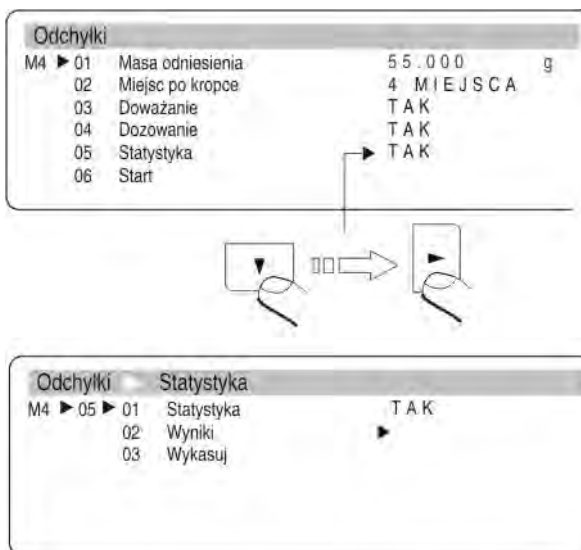 Odchyłki
M4 ▶ 01 Masa odniesienia 55.000 g
02 Miejsc po kropce 4 MIEJSCA
03 Doważanie TAK
04 Dozowanie TAK
05 Statystyka ▶ TAK
06 Start
Odchyłki Statystyka
M4 ▶ 05 ▶ 01 Statystyka TAK
02 Wyniki ▶
03 Wykasuj